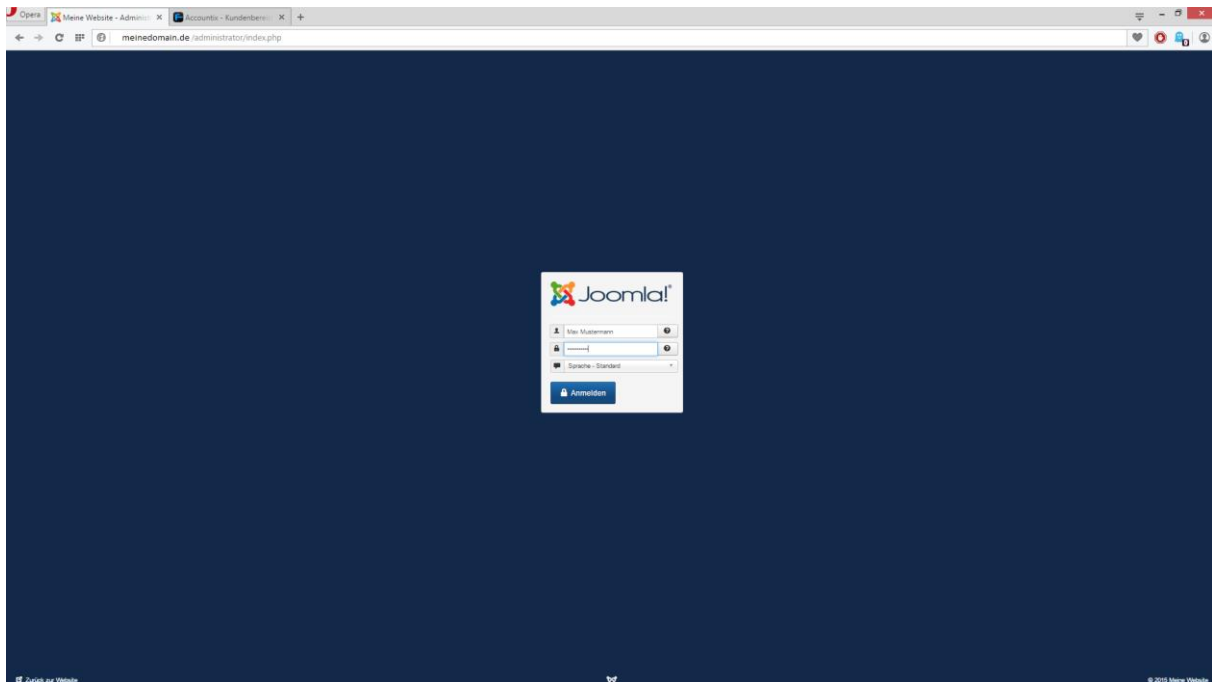 Opera Meine Website - Adminis Accountix - Kundenbereic
meinedomain.de/administrator/index.php
Joomla!®
Max Mustermann
Sprache - Standard
Anmelden
Zurück zur Website © 2015 Meine Website